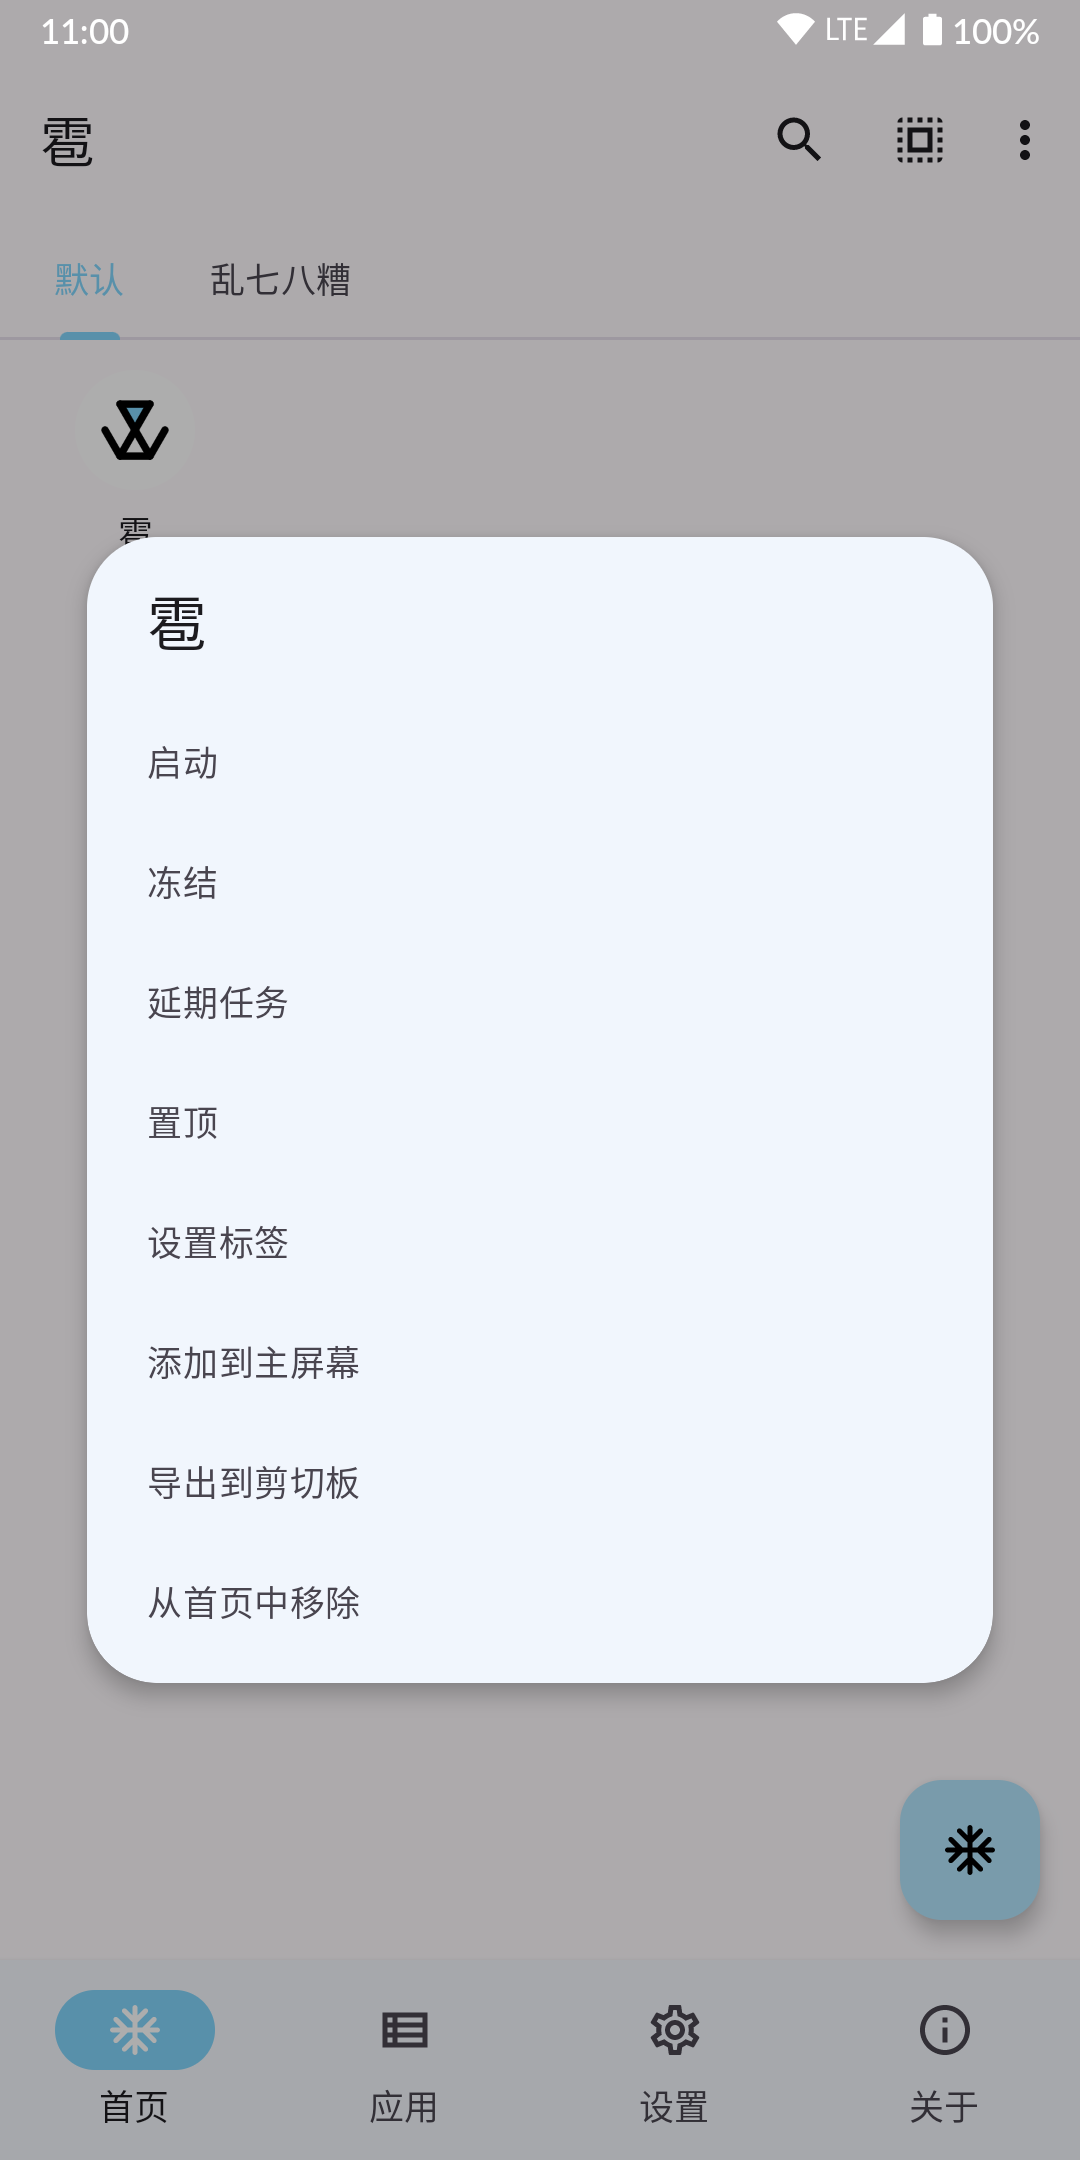 11:00 LTE 100%
雹
默认 乱七八糟
雹
雹
启动
冻结
延期任务
置顶
设置标签
添加到主屏幕
导出到剪切板
从首页中移除
首页 应用 设置 关于